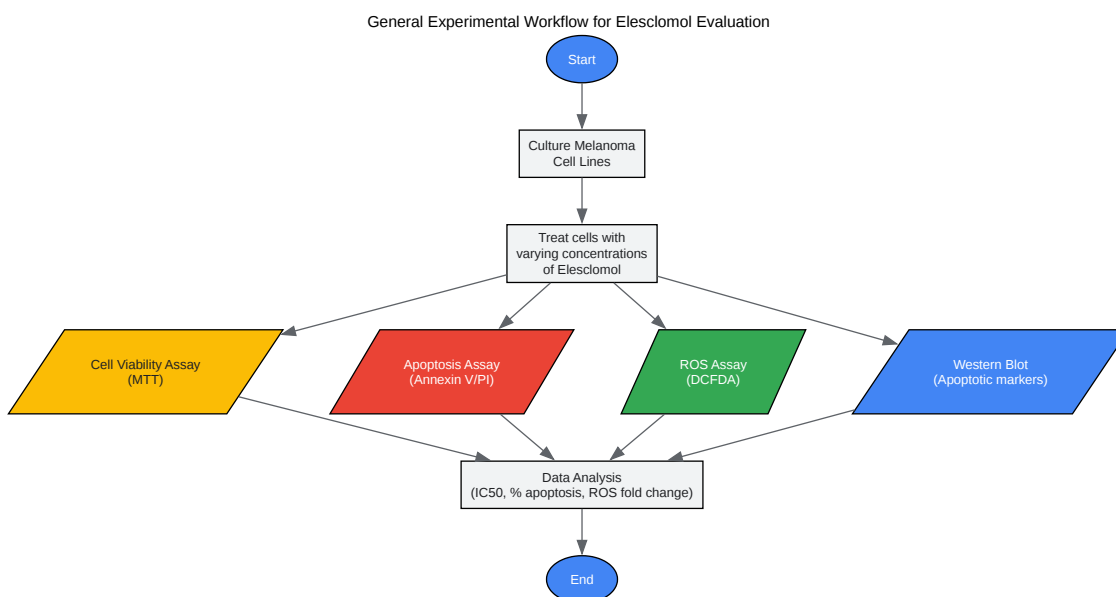 General Experimental Workflow for Elesclomol Evaluation
Start
Culture Melanoma
Cell Lines
Treat cells with
varying concentrations
of Elesclomol
Cell Viability Assay
(MTT)
Apoptosis Assay
(Annexin V/PI)
ROS Assay
(DCFDA)
Western Blot
(Apoptotic markers)
Data Analysis
(IC50, % apoptosis, ROS fold change)
End